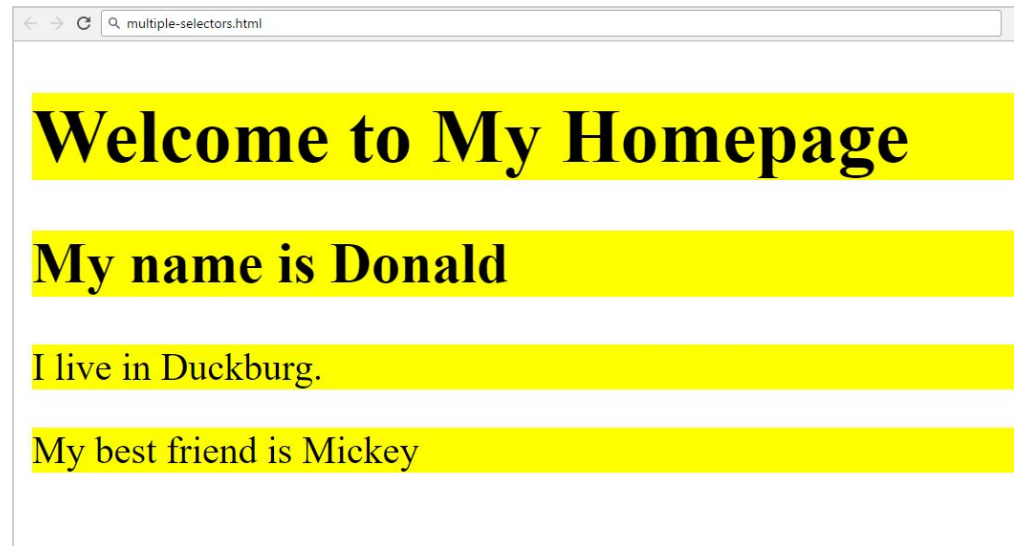 multiple-selectors.html
Welcome to My Homepage
My name is Donald
I live in Duckburg.
My best friend is Mickey